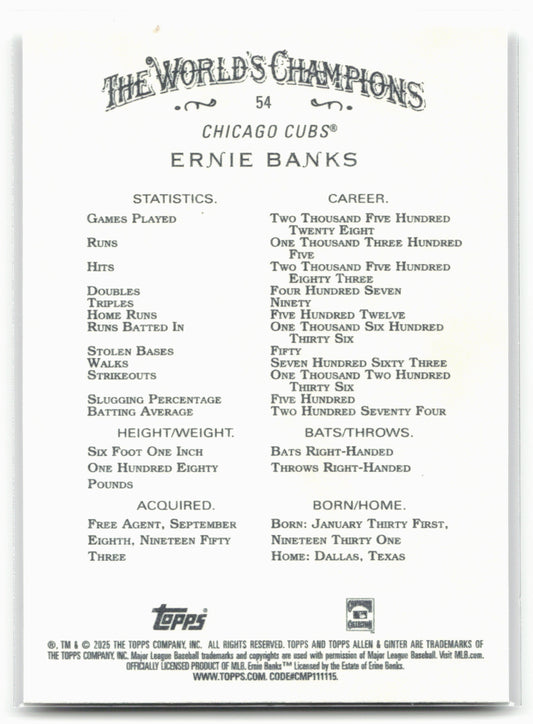 THE WORLD'S CHAMPIONS
54
CHICAGO CUBS®
ERNIE BANKS
STATISTICS. CAREER.
GAMES PLAYED TWO THOUSAND FIVE HUNDRED
TWENTY EIGHT
RUNS ONE THOUSAND THREE HUNDRED
FIVE
HITS TWO THOUSAND FIVE HUNDRED
EIGHTY THREE
DOUBLES FOUR HUNDRED SEVEN
TRIPLES NINETY
HOME RUNS FIVE HUNDRED TWELVE
RUNS BATTED IN ONE THOUSAND SIX HUNDRED
THIRTY SIX
STOLEN BASES FIFTY
WALKS SEVEN HUNDRED SIXTY THREE
STRIKEOUTS ONE THOUSAND TWO HUNDRED
THIRTY SIX
SLUGGING PERCENTAGE FIVE HUNDRED
BATTING AVERAGE TWO HUNDRED SEVENTY FOUR
HEIGHT/WEIGHT. BATS/THROWS.
SIX FOOT ONE INCH BATS RIGHT-HANDED
ONE HUNDRED EIGHTY THROWS RIGHT-HANDED
POUNDS
ACQUIRED. BORN/HOME.
FREE AGENT, SEPTEMBER BORN: JANUARY THIRTY FIRST,
EIGHTH, NINETEEN FIFTY NINETEEN THIRTY ONE
THREE HOME: DALLAS, TEXAS
Topps
®, TM & © 2025 THE TOPPS COMPANY, INC. ALL RIGHTS RESERVED. TOPPS AND TOPPS ALLEN & GINTER ARE TRADEMARKS OF
THE TOPPS COMPANY, INC. Major League Baseball trademarks and copyrights are used with permission of Major League Baseball. Visit MLB.com.
OFFICIALLY LICENSED PRODUCT OF MLB. Ernie Banks™ Licensed by the Estate of Erine Banks.
WWW.TOPPS.COM. CODE#CMP111115.